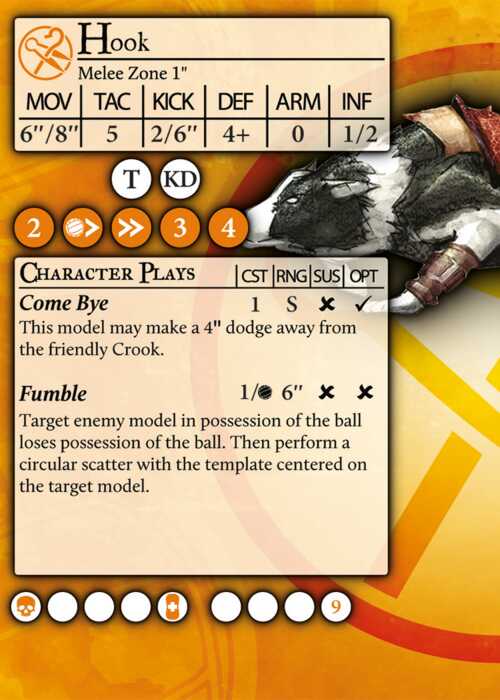 Hook
Melee Zone 1"
MOV TAC KICK DEF ARM INF
6"/8" 5 2/6" 4+ 0 1/2
T KD
2 > >> 3 4
Character Plays CST RNG SUS OPT
Come Bye 1 S ✘ ✓
This model may make a 4" dodge away from
the friendly Crook.
Fumble 1/ 6" ✘ ✘
Target enemy model in possession of the ball
loses possession of the ball. Then perform a
circular scatter with the template centered on
the target model.
9